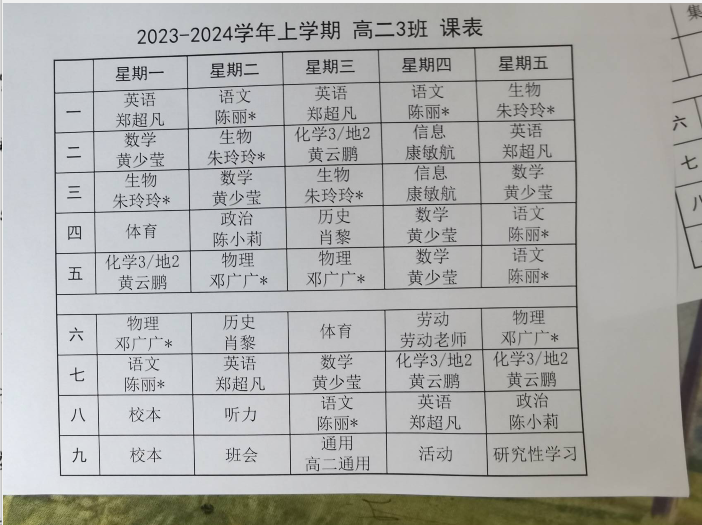 2023-2024学年上学期 高二3班 课表
星期一 星期二 星期三 星期四 星期五
一 英语 语文 英语 语文 生物
郑超凡 陈丽* 郑超凡 陈丽* 朱玲玲*
二 数学 生物 化学3/地2 信息 英语
黄少莹 朱玲玲* 黄云鹏 康敏航 郑超凡
三 生物 数学 生物 信息 数学
朱玲玲* 黄少莹 朱玲玲* 康敏航 黄少莹
四 体育 政治 历史 数学 语文
陈小莉 肖黎 黄少莹 陈丽*
五 化学3/地2 物理 物理 数学 语文
黄云鹏 邓广广* 邓广广* 黄少莹 陈丽*
六 物理 历史 体育 劳动 物理
邓广广* 肖黎 劳动老师 邓广广*
七 语文 英语 数学 化学3/地2 化学3/地2
陈丽* 郑超凡 黄少莹 黄云鹏 黄云鹏
八 校本 听力 语文 英语 政治
陈丽* 郑超凡 陈小莉
九 校本 班会 通用 活动 研究性学习
高二通用
六
七
八